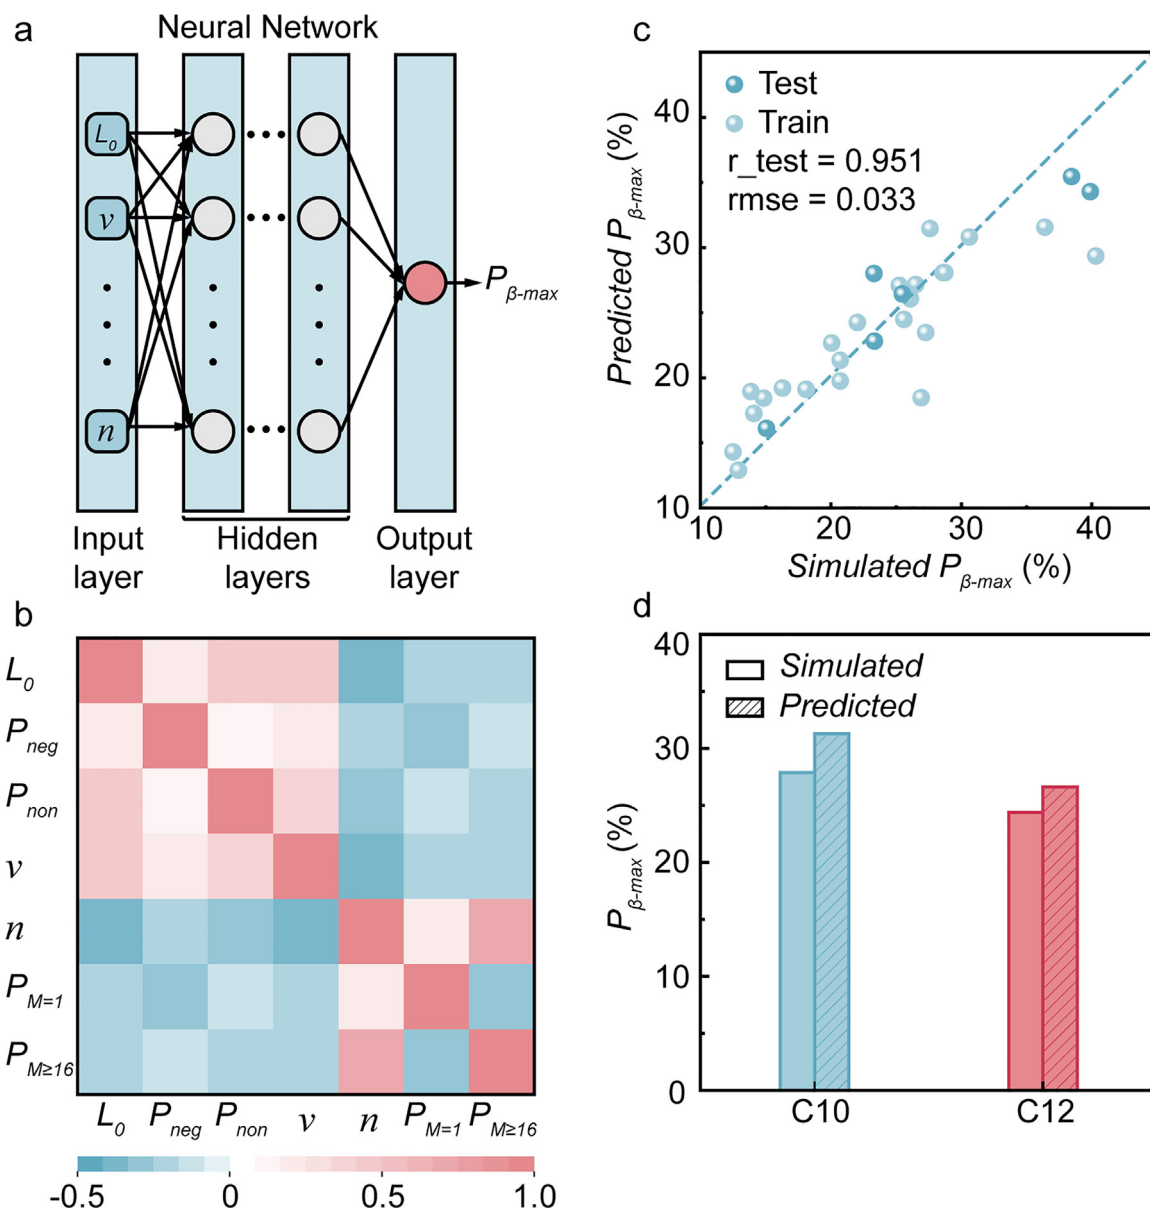 a
Neural Network
L0
v
n
Pβ-max
Input layer
Hidden layers
Output layer
b
L0
Pneg
Pnon
v
n
PM=1
PM≥16
L0 Pneg Pnon v n PM=1 PM≥16
-0.5 0 0.5 1.0
c
Predicted Pβ-max (%)
40
30
20
10
Test
Train
r_test = 0.951
rmse = 0.033
10 20 30 40
Simulated Pβ-max (%)
d
Pβ-max (%)
40
30
20
10
0
Simulated
Predicted
C10 C12